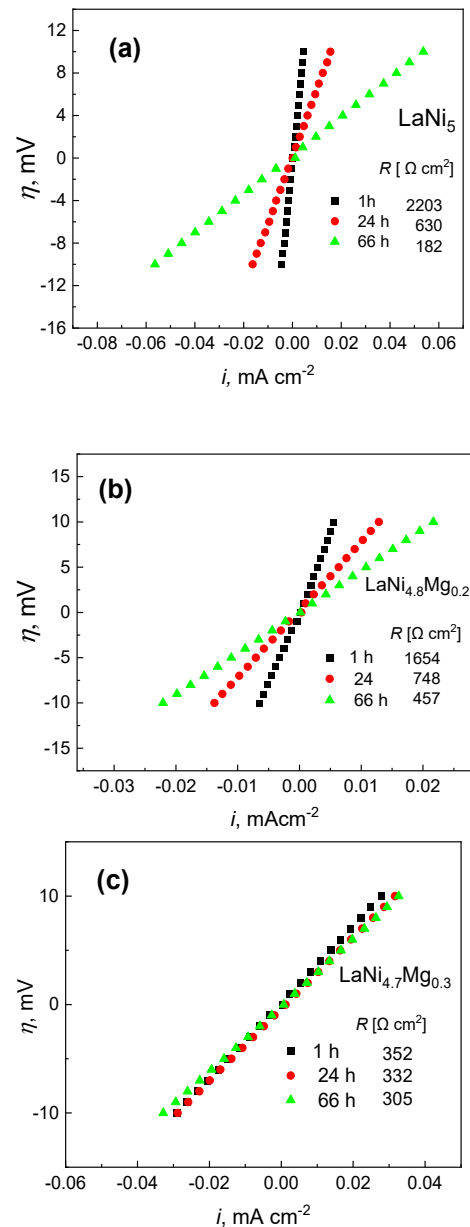 (a)
10
8
4
0
-4
-8
-10
-12
-16
η, mV
LaNi5
R [ Ω cm2]
1h 2203
24 h 630
66 h 182
-0.08 -0.06 -0.04 -0.02 0.00 0.02 0.04 0.06
i, mA cm-2
(b)
15
10
5
0
-5
-10
-15
η, mV
LaNi4.8Mg0.2
R [Ω cm2]
1 h 1654
24 748
66 h 457
-0.03 -0.02 -0.01 0.00 0.01 0.02
i, mAcm-2
(c)
10
0
-10
η, mV
LaNi4.7Mg0.3
R [Ω cm2]
1 h 352
24 h 332
66 h 305
-0.06 -0.04 -0.02 0.00 0.02 0.04
i, mA cm-2